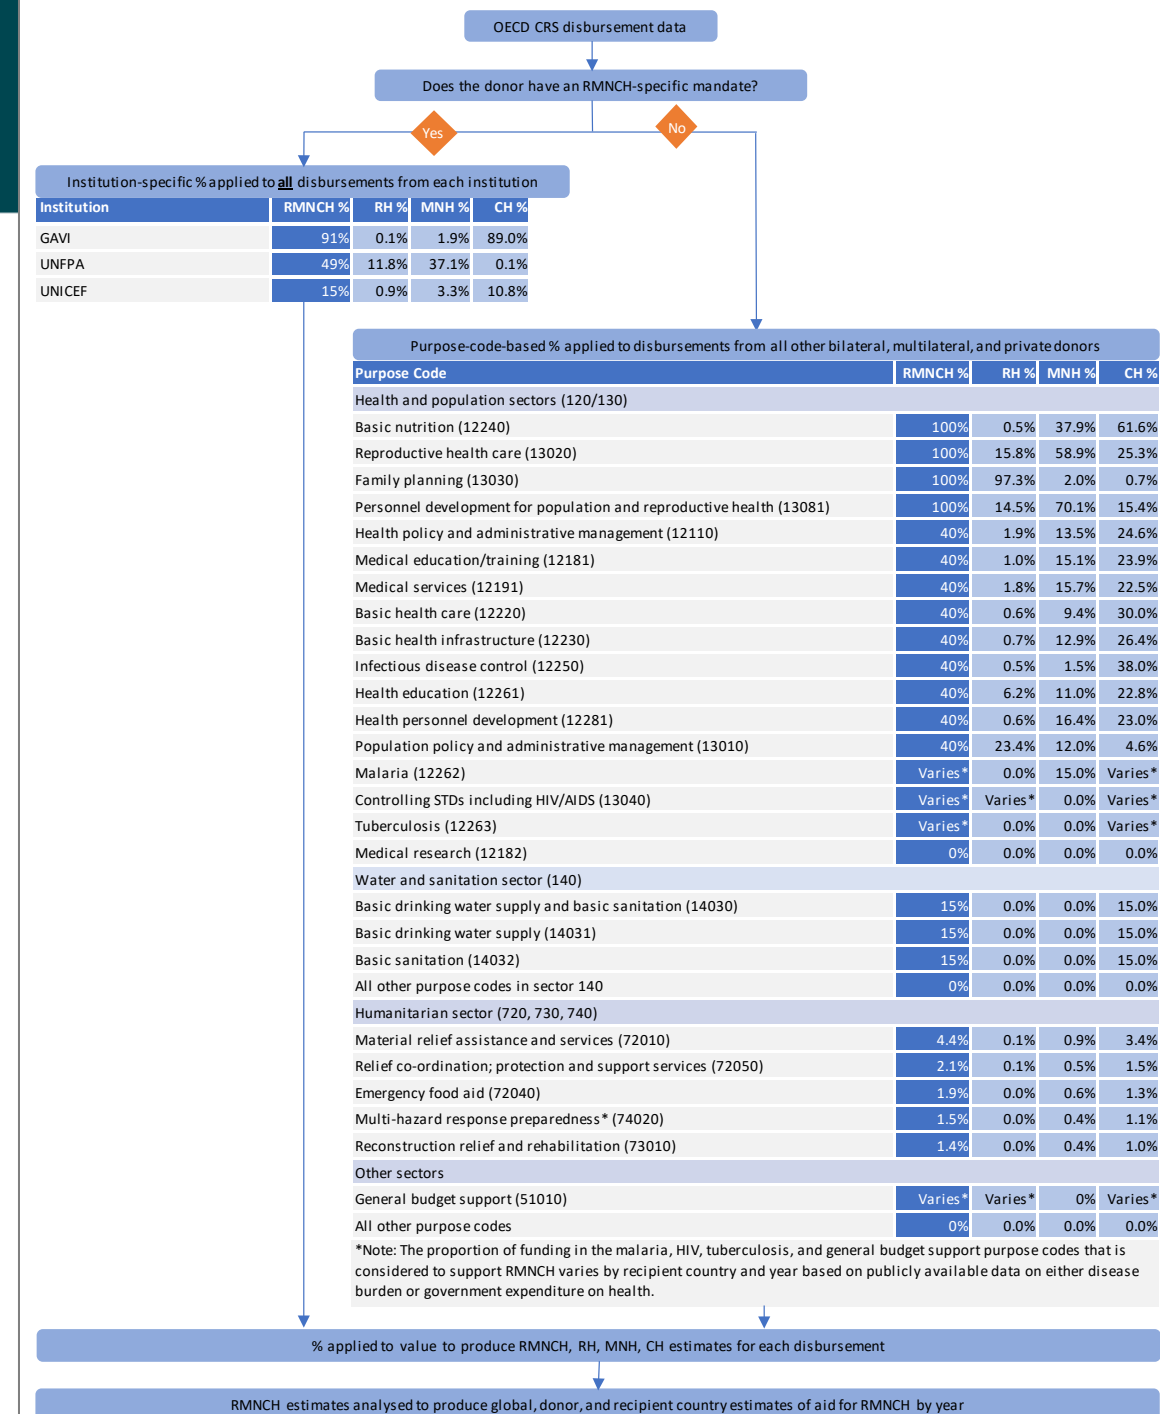 OECD CRS disbursement data
Does the donor have an RMNCH-specific mandate?
Yes
No
Institution-specific % applied to all disbursements from each institution
Institution RMNCH % RH % MNH % CH %
GAVI 91% 0.1% 1.9% 89.0%
UNFPA 49% 11.8% 37.1% 0.1%
UNICEF 15% 0.9% 3.3% 10.8%
Purpose-code-based % applied to disbursements from all other bilateral, multilateral, and private donors
Purpose Code RMNCH % RH % MNH % CH %
Health and population sectors (120/130)
Basic nutrition (12240) 100% 0.5% 37.9% 61.6%
Reproductive health care (13020) 100% 15.8% 58.9% 25.3%
Family planning (13030) 100% 97.3% 2.0% 0.7%
Personnel development for population and reproductive health (13081) 100% 14.5% 70.1% 15.4%
Health policy and administrative management (12110) 40% 1.9% 13.5% 24.6%
Medical education/training (12181) 40% 1.0% 15.1% 23.9%
Medical services (12191) 40% 1.8% 15.7% 22.5%
Basic health care (12220) 40% 0.6% 9.4% 30.0%
Basic health infrastructure (12230) 40% 0.7% 12.9% 26.4%
Infectious disease control (12250) 40% 0.5% 1.5% 38.0%
Health education (12261) 40% 6.2% 11.0% 22.8%
Health personnel development (12281) 40% 0.6% 16.4% 23.0%
Population policy and administrative management (13010) 40% 23.4% 12.0% 4.6%
Malaria (12262) Varies* 0.0% 15.0% Varies*
Controlling STDs including HIV/AIDS (13040) Varies* Varies* 0.0% Varies*
Tuberculosis (12263) Varies* 0.0% 0.0% Varies*
Medical research (12182) 0% 0.0% 0.0% 0.0%
Water and sanitation sector (140)
Basic drinking water supply and basic sanitation (14030) 15% 0.0% 0.0% 15.0%
Basic drinking water supply (14031) 15% 0.0% 0.0% 15.0%
Basic sanitation (14032) 15% 0.0% 0.0% 15.0%
All other purpose codes in sector 140 0% 0.0% 0.0% 0.0%
Humanitarian sector (720, 730, 740)
Material relief assistance and services (72010) 4.4% 0.1% 0.9% 3.4%
Relief co-ordination; protection and support services (72050) 2.1% 0.1% 0.5% 1.5%
Emergency food aid (72040) 1.9% 0.0% 0.6% 1.3%
Multi-hazard response preparedness* (74020) 1.5% 0.0% 0.4% 1.1%
Reconstruction relief and rehabilitation (73010) 1.4% 0.0% 0.4% 1.0%
Other sectors
General budget support (51010) Varies* Varies* 0% Varies*
All other purpose codes 0% 0.0% 0.0% 0.0%
*Note: The proportion of funding in the malaria, HIV, tuberculosis, and general budget support purpose codes that is
considered to support RMNCH varies by recipient country and year based on publicly available data on either disease
burden or government expenditure on health.
% applied to value to produce RMNCH, RH, MNH, CH estimates for each disbursement
RMNCH estimates analysed to produce global, donor, and recipient country estimates of aid for RMNCH by year